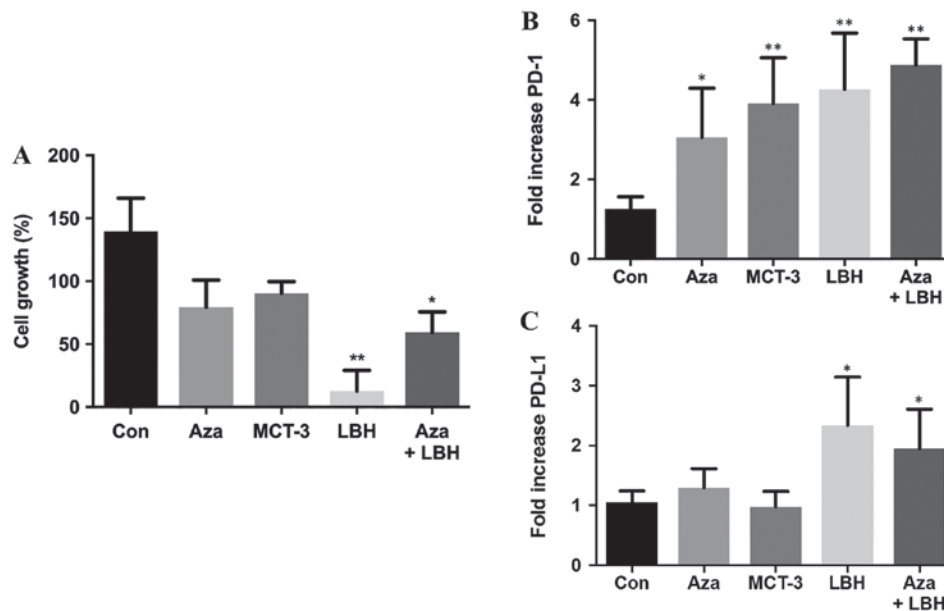 A
Cell growth (%)
200
150
100
50
0
**
*
Con Aza MCT-3 LBH Aza
+ LBH
B
Fold increase PD-1
6
4
2
0
*
**
**
**
Con Aza MCT-3 LBH Aza
+ LBH
C
Fold increase PD-L1
4
3
2
1
0
*
*
Con Aza MCT-3 LBH Aza
+ LBH